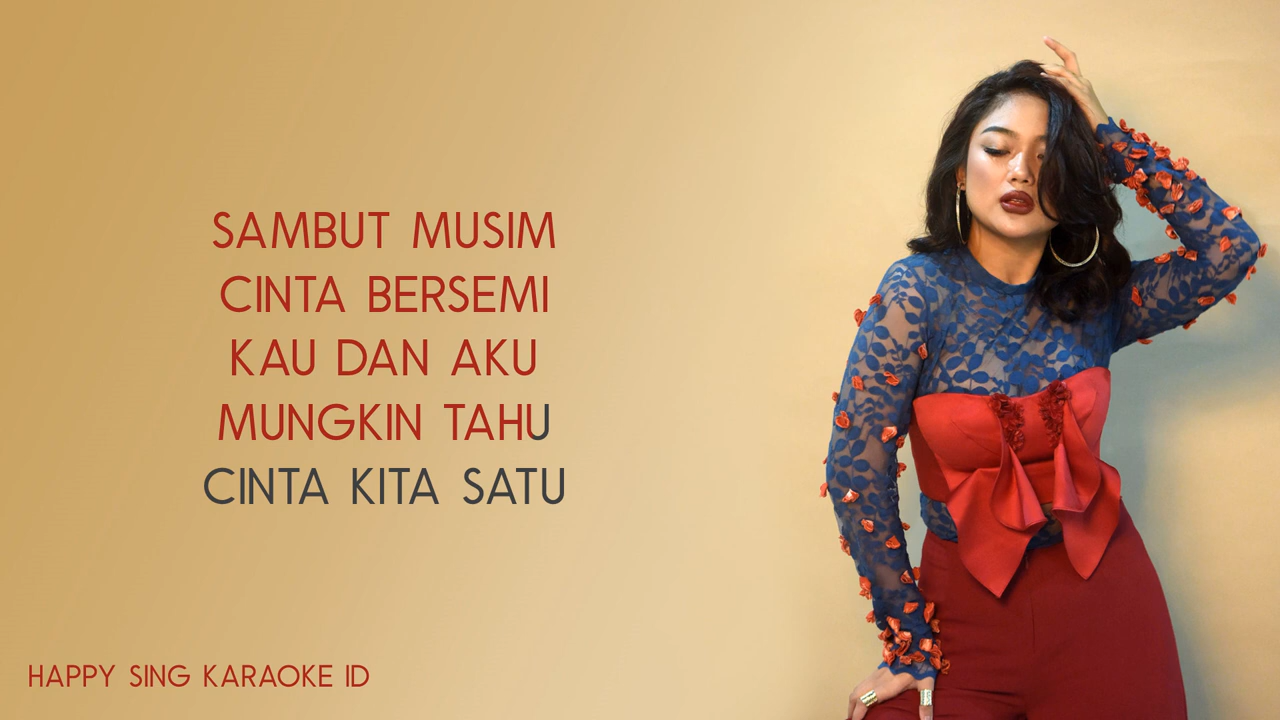 SAMBUT MUSIM
CINTA BERSEMI
KAU DAN AKU
MUNGKIN TAHU
CINTA KITA SATU
HAPPY SING KARAOKE ID